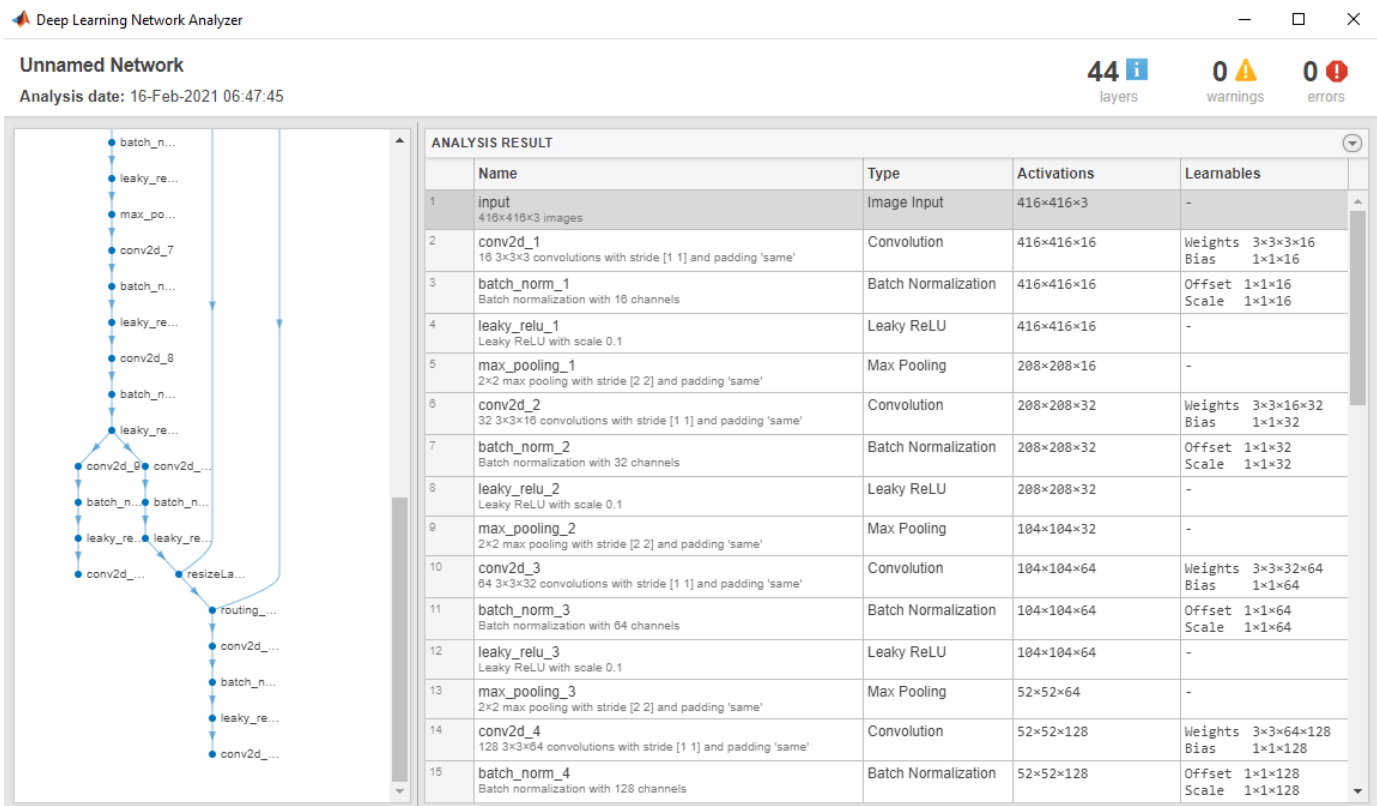 Deep Learning Network Analyzer
Unnamed Network
Analysis date: 16-Feb-2021 06:47:45
44 i
layers
0
warnings
0
errors
batch_n...
leaky_re...
max_po...
conv2d_7
batch_n...
leaky_re...
conv2d_8
batch_n...
leaky_re...
conv2d_9 conv2d_...
batch_n... batch_n...
leaky_re... leaky_re...
conv2d_... resizeLa...
routing_...
conv2d_...
batch_n...
leaky_re...
conv2d_...
ANALYSIS RESULT
Name Type Activations Learnables
1 input Image Input 416×416×3 -
416×416×3 images
2 conv2d_1 Convolution 416×416×16 Weights 3×3×3×16
16 3×3×3 convolutions with stride [1 1] and padding 'same' Bias 1×1×16
3 batch_norm_1 Batch Normalization 416×416×16 Offset 1×1×16
Batch normalization with 16 channels Scale 1×1×16
4 leaky_relu_1 Leaky ReLU 416×416×16 -
Leaky ReLU with scale 0.1
5 max_pooling_1 Max Pooling 208×208×16 -
2×2 max pooling with stride [2 2] and padding 'same'
6 conv2d_2 Convolution 208×208×32 Weights 3×3×16×32
32 3×3×16 convolutions with stride [1 1] and padding 'same' Bias 1×1×32
7 batch_norm_2 Batch Normalization 208×208×32 Offset 1×1×32
Batch normalization with 32 channels Scale 1×1×32
8 leaky_relu_2 Leaky ReLU 208×208×32 -
Leaky ReLU with scale 0.1
9 max_pooling_2 Max Pooling 104×104×32 -
2×2 max pooling with stride [2 2] and padding 'same'
10 conv2d_3 Convolution 104×104×64 Weights 3×3×32×64
64 3×3×32 convolutions with stride [1 1] and padding 'same' Bias 1×1×64
11 batch_norm_3 Batch Normalization 104×104×64 Offset 1×1×64
Batch normalization with 64 channels Scale 1×1×64
12 leaky_relu_3 Leaky ReLU 104×104×64 -
Leaky ReLU with scale 0.1
13 max_pooling_3 Max Pooling 52×52×64 -
2×2 max pooling with stride [2 2] and padding 'same'
14 conv2d_4 Convolution 52×52×128 Weights 3×3×64×128
128 3×3×64 convolutions with stride [1 1] and padding 'same' Bias 1×1×128
15 batch_norm_4 Batch Normalization 52×52×128 Offset 1×1×128
Batch normalization with 128 channels Scale 1×1×128